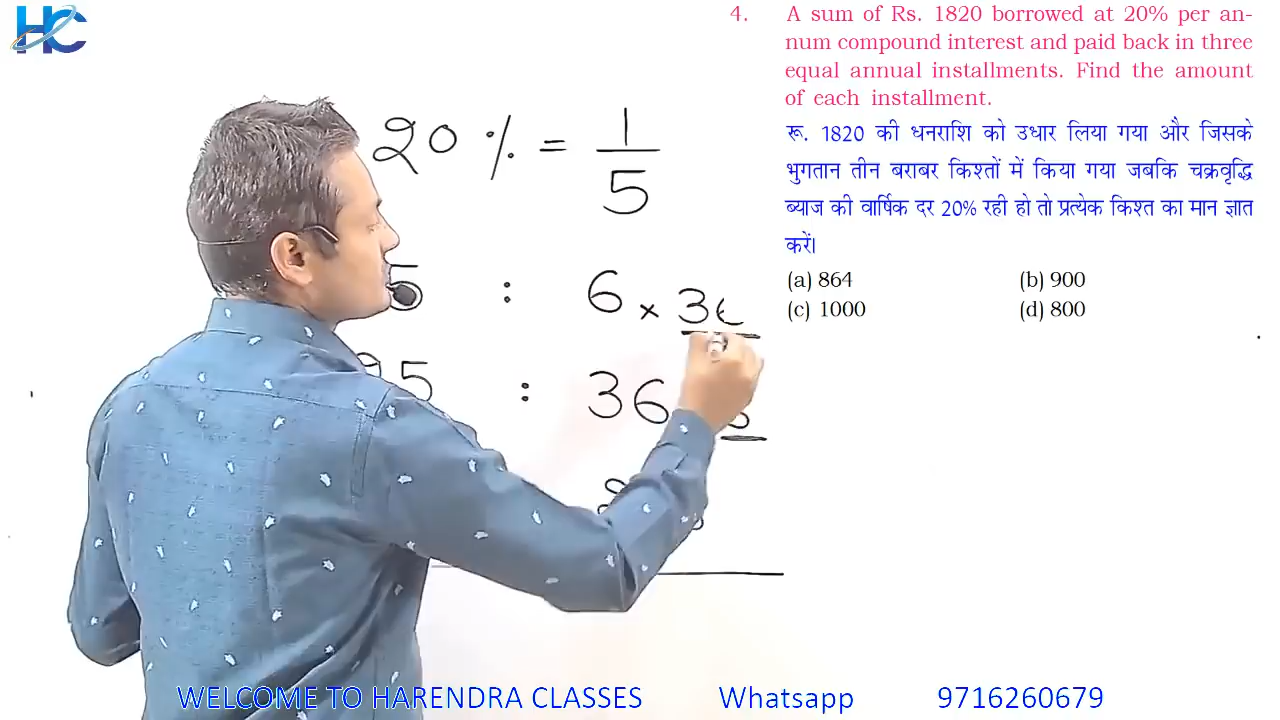 HC
4. A sum of Rs. 1820 borrowed at 20% per an-
num compound interest and paid back in three
equal annual installments. Find the amount
of each installment.
रू. 1820 की धनराशि को उधार लिया गया और जिसके
भुगतान तीन बराबर किश्तों में किया गया जबकि चक्रवृद्धि
ब्याज की वार्षिक दर 20% रही हो तो प्रत्येक किश्त का मान ज्ञात
करें।
(a) 864 (b) 900
(c) 1000 (d) 800
20 % = 1/5
5 : 6 × 36
25 : 36
WELCOME TO HARENDRA CLASSES Whatsapp 9716260679